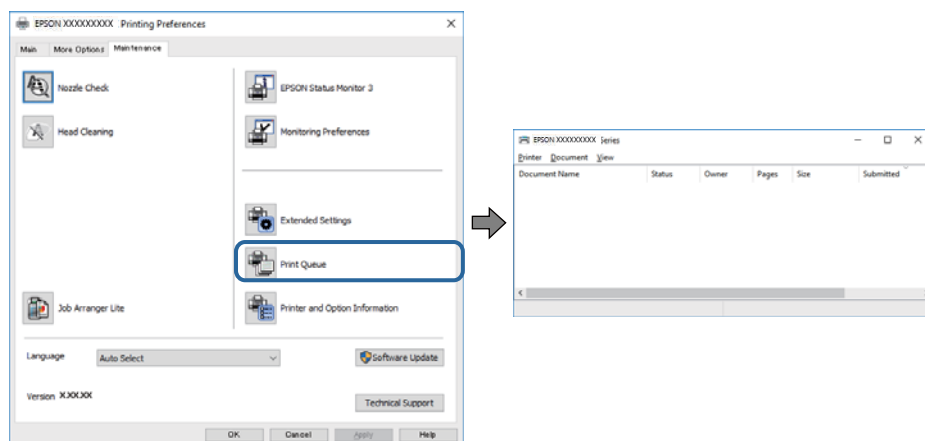 EPSON XXXXXXXXX Printing Preferences
Main More Options Maintenance
Nozzle Check
Head Cleaning
Job Arranger Lite
EPSON Status Monitor 3
Monitoring Preferences
Extended Settings
Print Queue
Printer and Option Information
Language Auto Select Software Update
Version X.XX.XX Technical Support
OK Cancel Apply Help
EPSON XXXXXXXXX Series
Printer Document View
Document Name Status Owner Pages Size Submitted